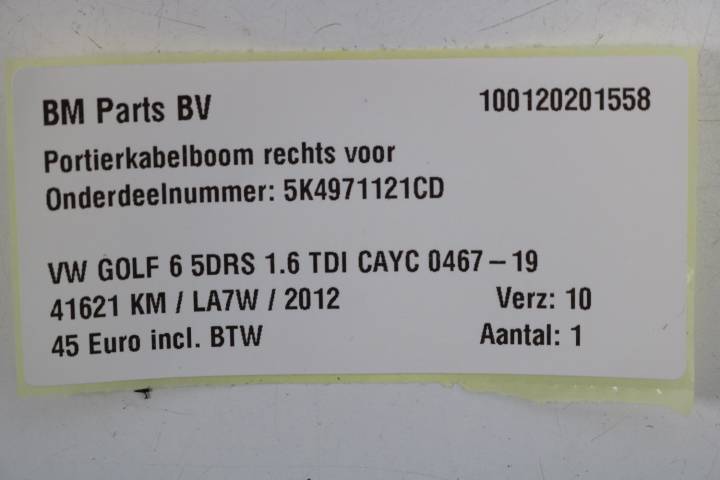 BM Parts BV 100120201558
Portierkabelboom rechts voor
Onderdeelnummer: 5K4971121CD
VW GOLF 6 5DRS 1.6 TDI CAYC 0467 – 19
41621 KM / LA7W / 2012 Verz: 10
45 Euro incl. BTW Aantal: 1